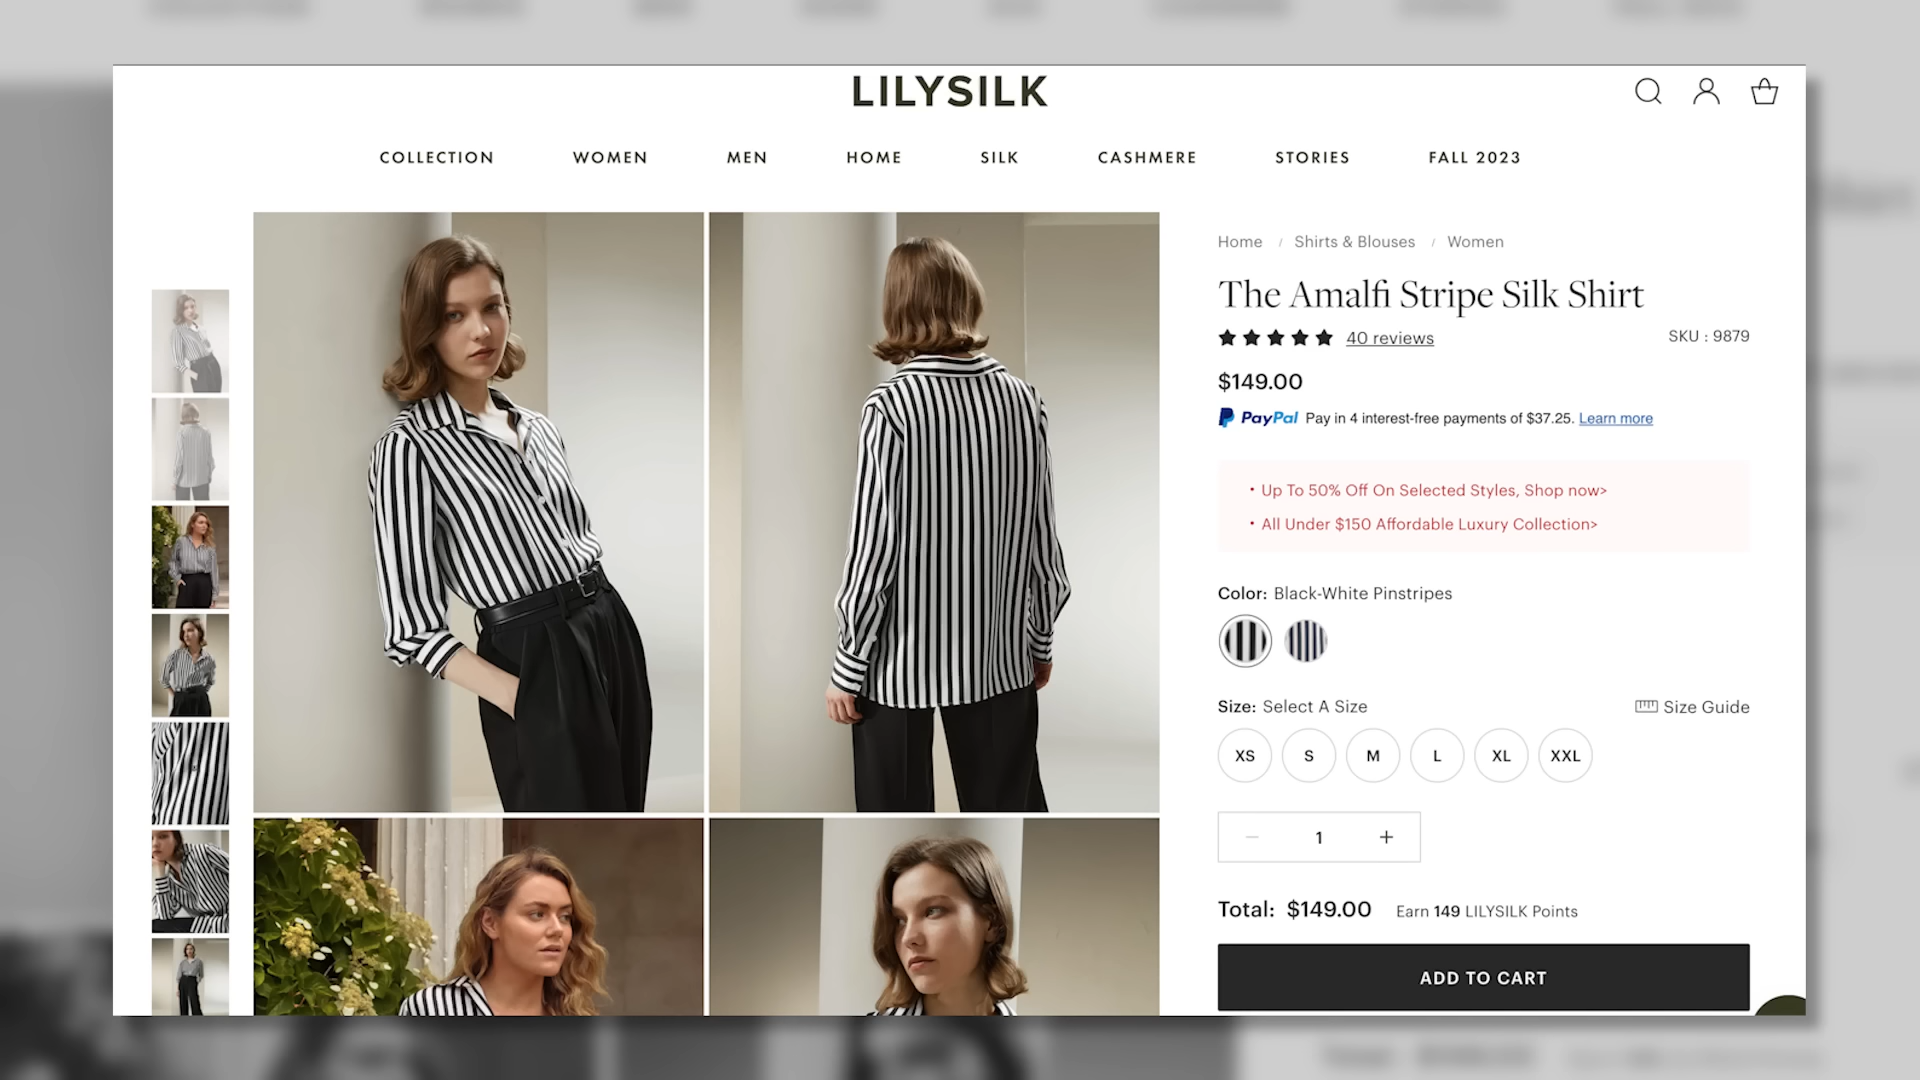 LILYSILK
COLLECTION WOMEN MEN HOME SILK CASHMERE STORIES FALL 2023
Home / Shirts & Blouses / Women
The Amalfi Stripe Silk Shirt
40 reviews SKU : 9879
$149.00
PayPal Pay in 4 interest-free payments of $37.25. Learn more
• Up To 50% Off On Selected Styles, Shop now>
• All Under $150 Affordable Luxury Collection>
Color: Black-White Pinstripes
Size: Select A Size Size Guide
XS S M L XL XXL
− 1 +
Total: $149.00 Earn 149 LILYSILK Points
ADD TO CART